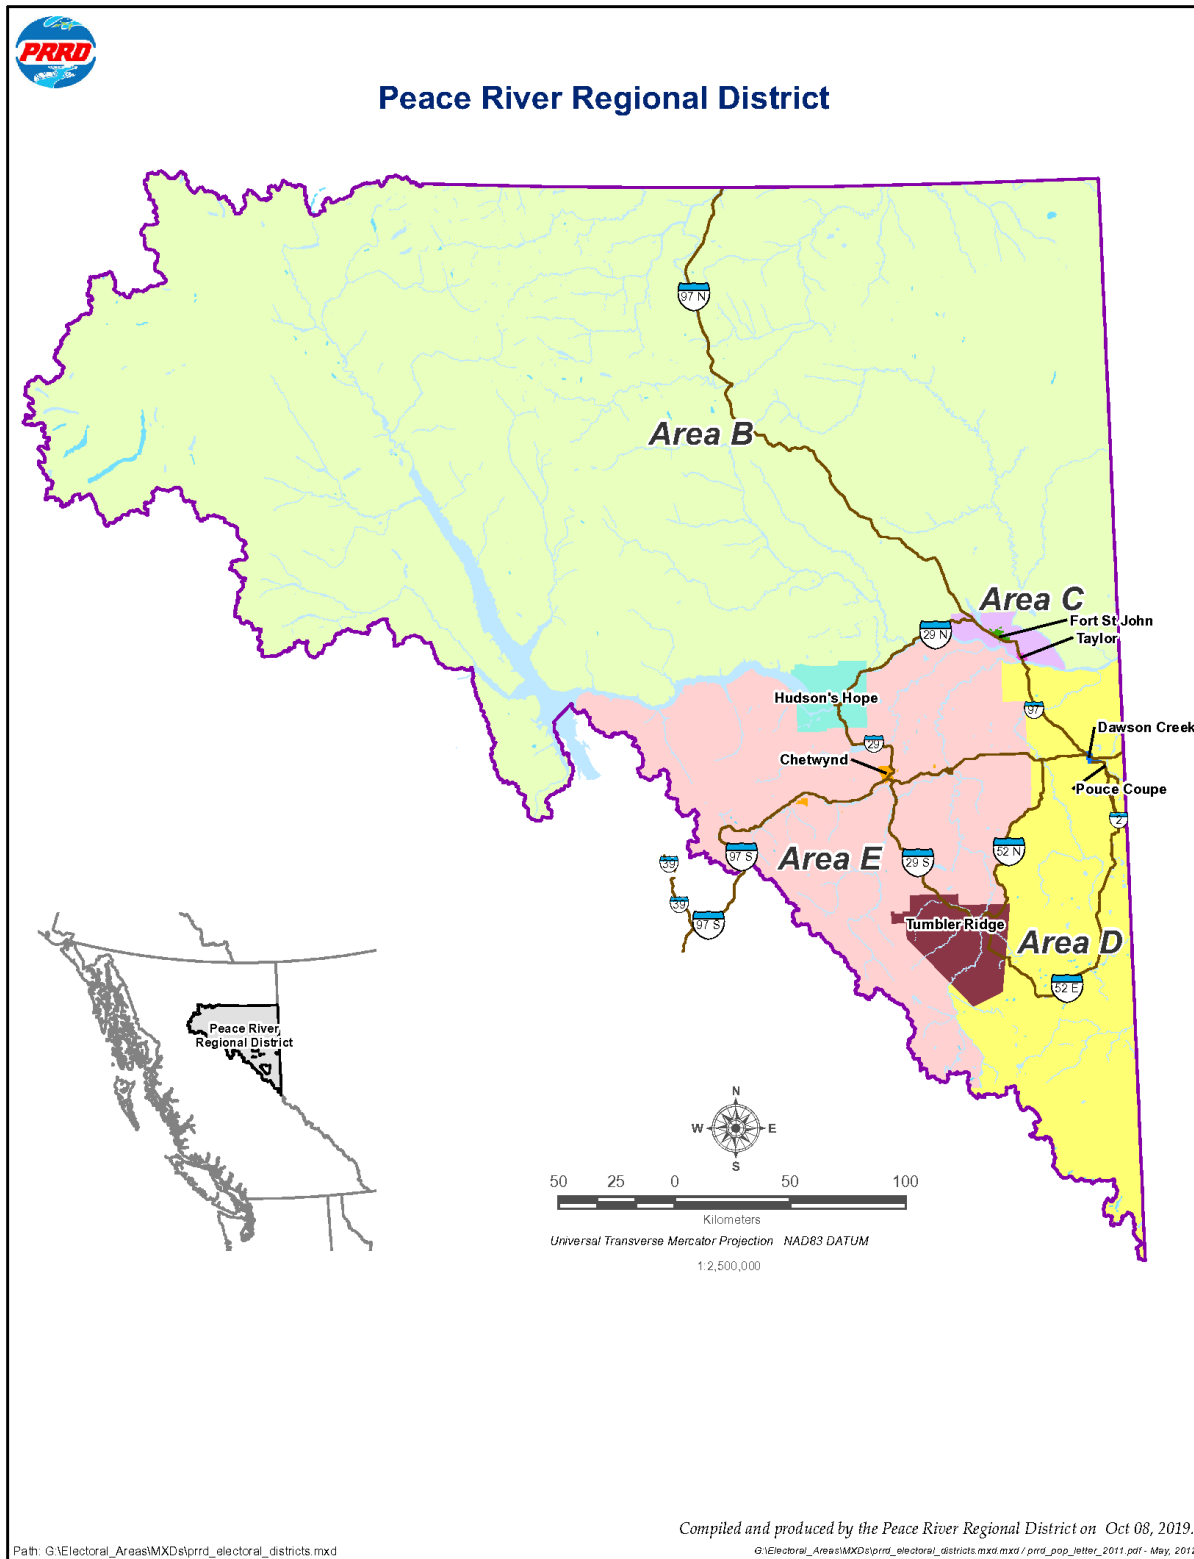 PRRD
Peace River Regional District
97 N
Area B
Area C
Fort St John
29 N
Taylor
Hudson's Hope
97
Dawson Creek
29
Chetwynd
Pouce Coupe
2
97 S
Area E
29 S
52 N
39
39
97 S
Tumbler Ridge
Area D
52 E
Peace River
Regional District
N
W E
S
50 25 0 50 100
Kilometers
Universal Transverse Mercator Projection NAD83 DATUM
1:2,500,000
Compiled and produced by the Peace River Regional District on Oct 08, 2019.
Path: G:\Electoral_Areas\MXDs\prrd_electoral_districts.mxd
G:\Electoral_Areas\MXDs\prrd_electoral_districts.mxd.mxd / prrd_pop_letter_2011.pdf - May, 2012